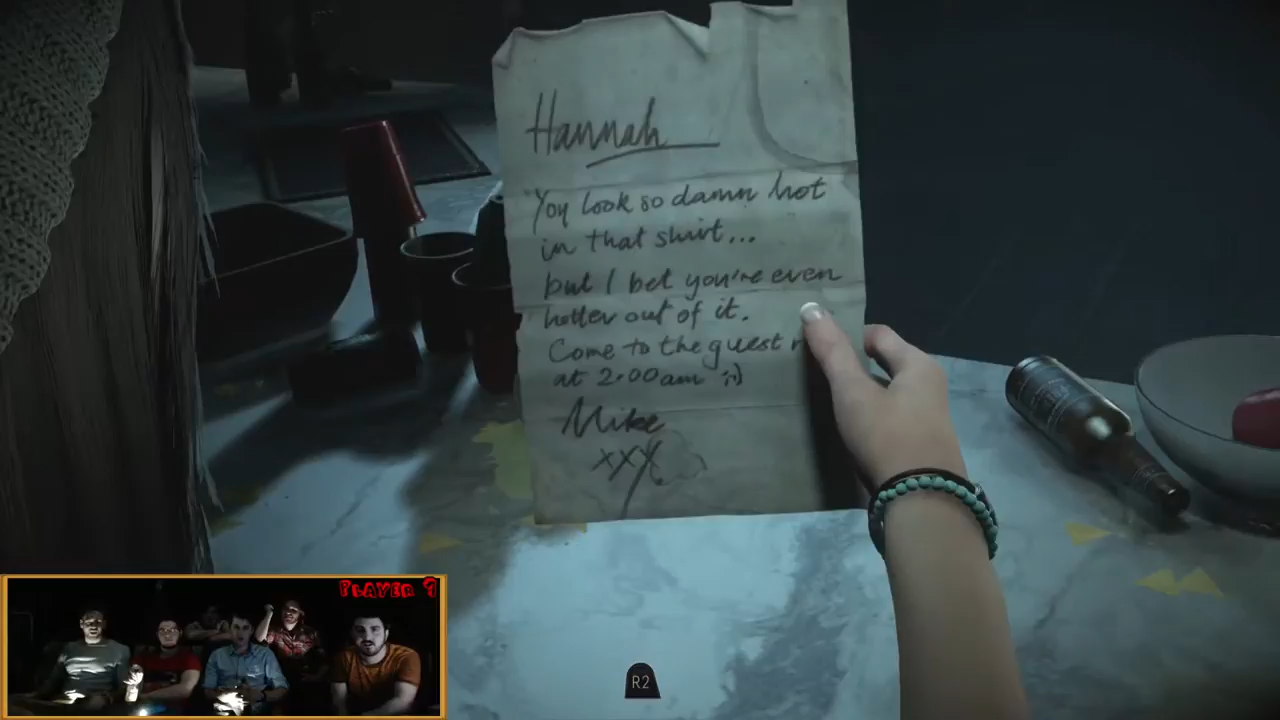 Hannah
You look so damn hot
in that shirt...
but I bet you're even
hotter out of it.
Come to the guest
at 2.00am ;)
Mike
xxx
PLAYER ?
R2